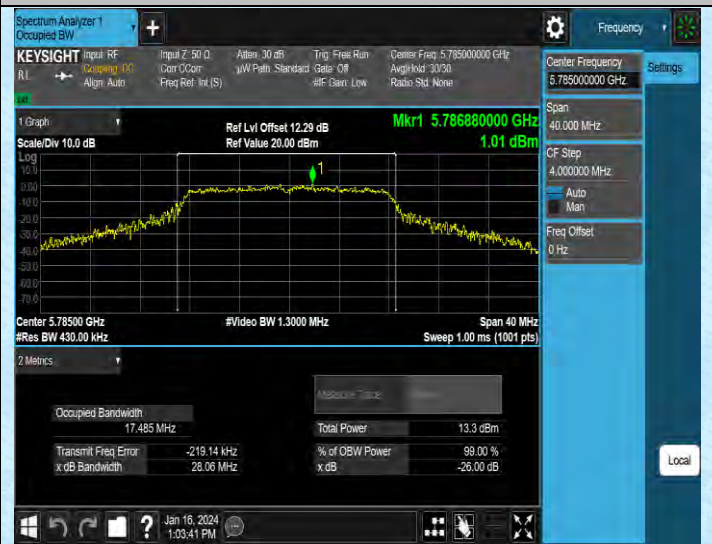 Spectrum Analyzer 1
Occupied BW
+
Frequency
KEYSIGHT
RL
Input: RF
Coupling: DC
Align: Auto
Input Z: 50 Ω
Corr CCorr
Freq Ref: Int (S)
Atten: 30 dB
µW Path: Standard
Trig: Free Run
Gate: Off
#IF Gain: Low
Center Freq: 5.785000000 GHz
Avg|Hold: 30/30
Radio Std: None
Center Frequency
5.785000000 GHz
Settings
Span
40.000 MHz
CF Step
4.000000 MHz
Auto
Man
Freq Offset
0 Hz
1 Graph
Scale/Div 10.0 dB
Ref Lvl Offset 12.29 dB
Ref Value 20.00 dBm
Mkr1 5.786880000 GHz
1.01 dBm
Log
10.0
0.00
-10.0
-20.0
-30.0
-40.0
-50.0
-60.0
-70.0
1
Center 5.78500 GHz
#Res BW 430.00 kHz
#Video BW 1.3000 MHz
Span 40 MHz
Sweep 1.00 ms (1001 pts)
2 Metrics
Measure Trace
Occupied Bandwidth
17.485 MHz
Total Power 13.3 dBm
Transmit Freq Error -219.14 kHz
% of OBW Power 99.00 %
x dB Bandwidth 28.06 MHz
x dB -26.00 dB
Local
?
Jan 16, 2024
1:03:41 PM